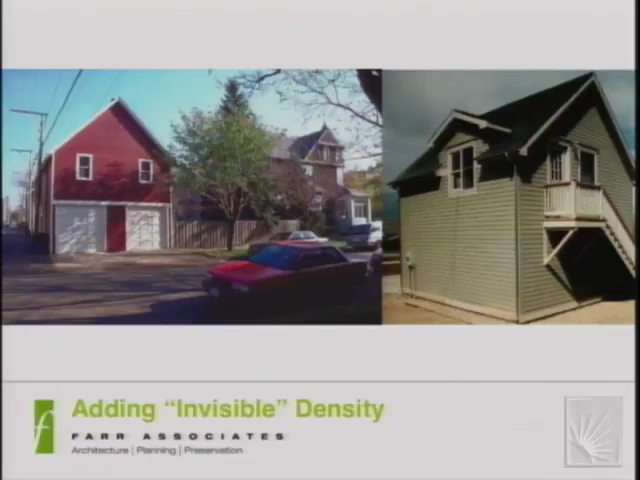 Adding “Invisible” Density
f
FARR ASSOCIATES
Architecture | Planning | Preservation